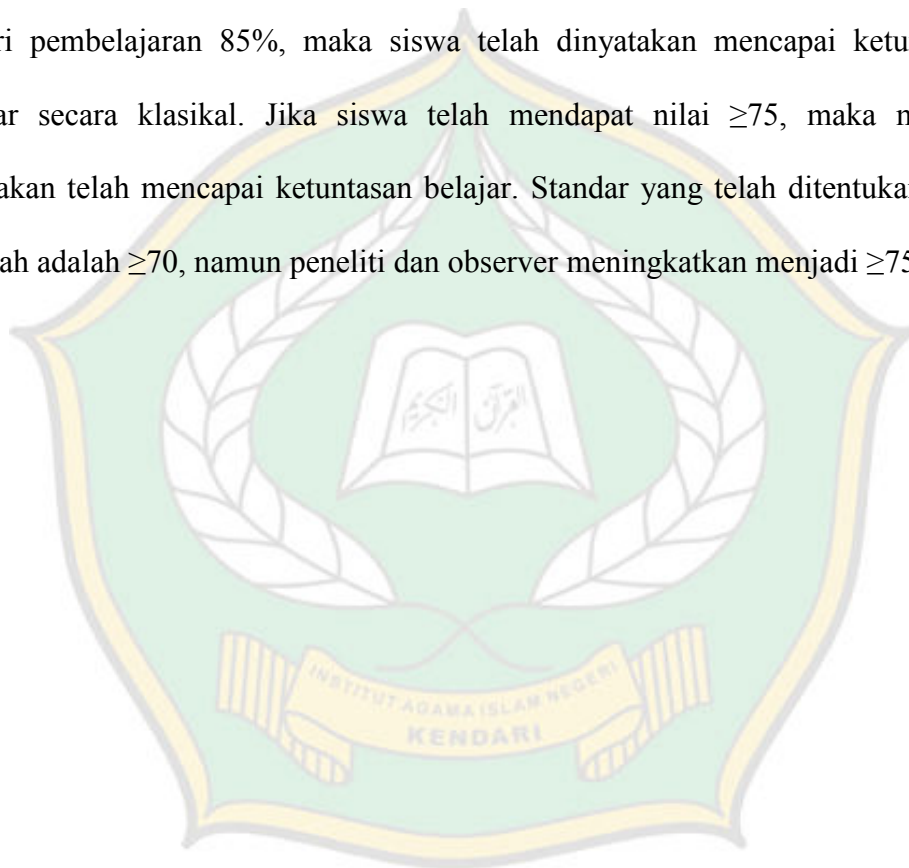 ri pembelajaran 85%, maka siswa telah dinyatakan mencapai ketu
ar secara klasikal. Jika siswa telah mendapat nilai ≥75, maka
akan telah mencapai ketuntasan belajar. Standar yang telah ditentuka
ah adalah ≥70, namun peneliti dan observer meningkatkan menjadi ≥75
الكريم القرآن
INSTITUT AGAMA ISLAM NEGERI
KENDARI